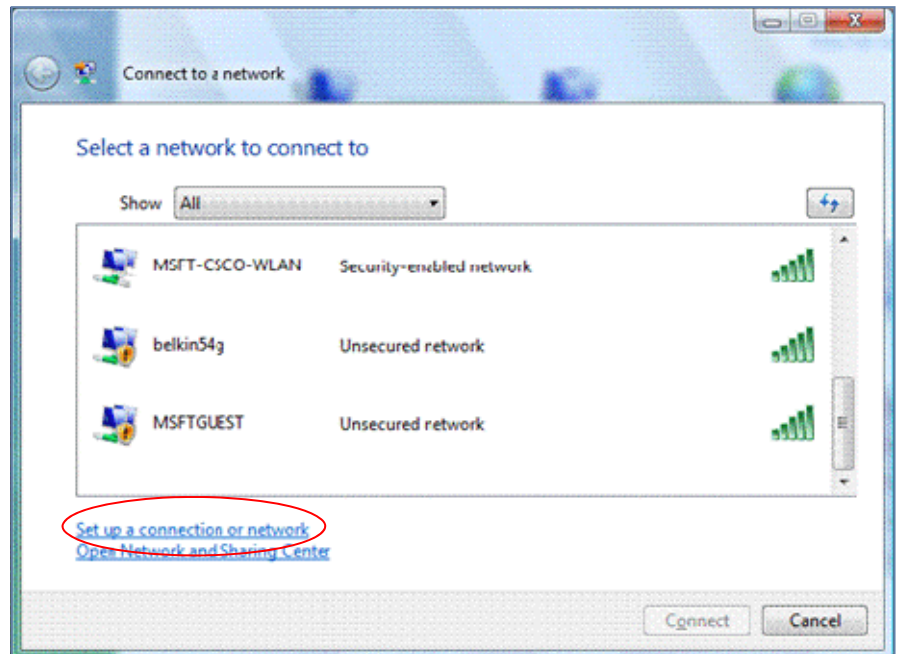 Connect to a network
Select a network to connect to
Show All
MSFT-CSCO-WLAN Security-enabled network
belkin54g Unsecured network
MSFTGUEST Unsecured network
Set up a connection or network
Open Network and Sharing Center
Connect Cancel